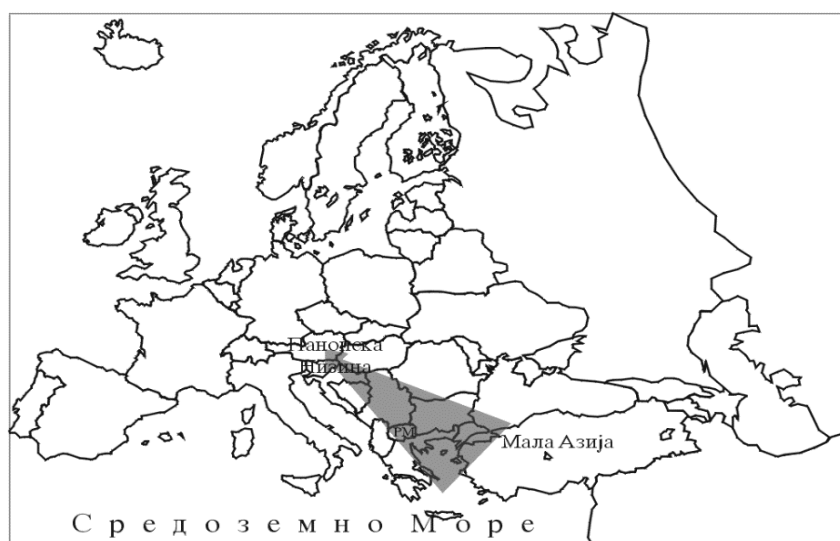 Панонска
Низина
РМ
Мала Азија
Средоземно Море